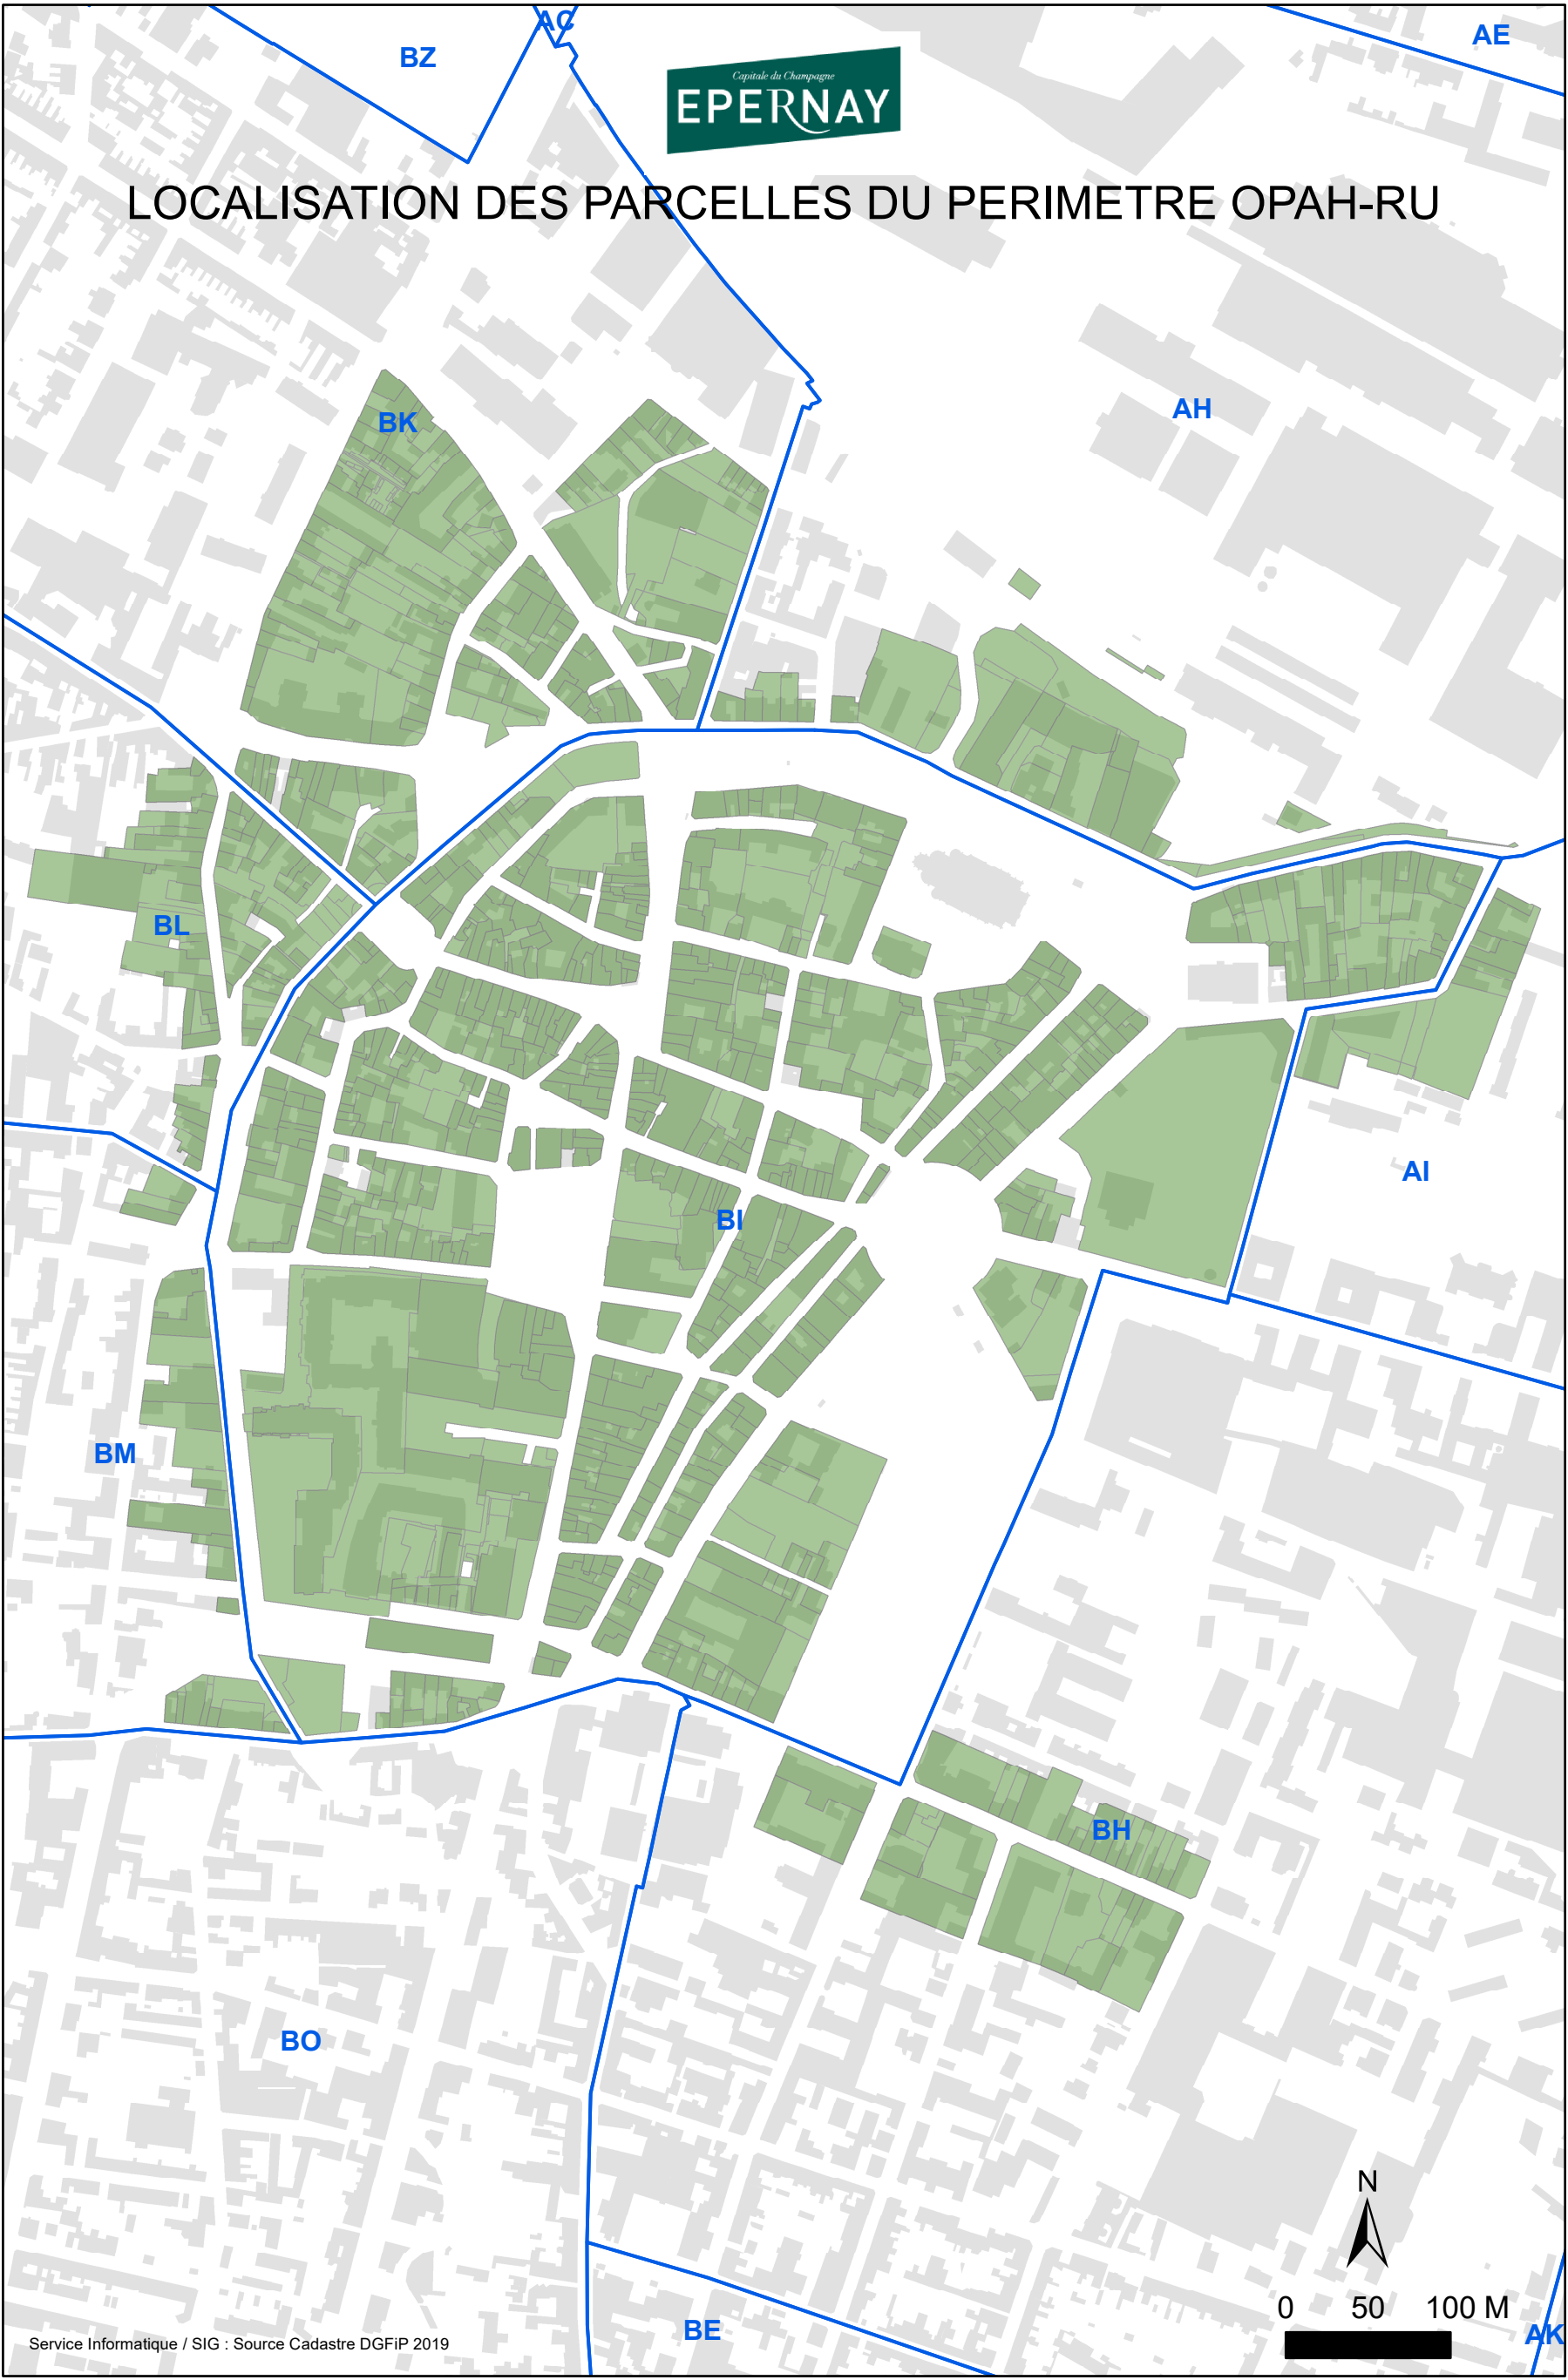 AC
BZ
AE
Capitale du Champagne
EPERNAY
LOCALISATION DES PARCELLES DU PERIMETRE OPAH-RU
BK
AH
BL
AI
BI
BM
BH
BO
N
0 50 100 M
BE
AK
Service Informatique / SIG : Source Cadastre DGFiP 2019